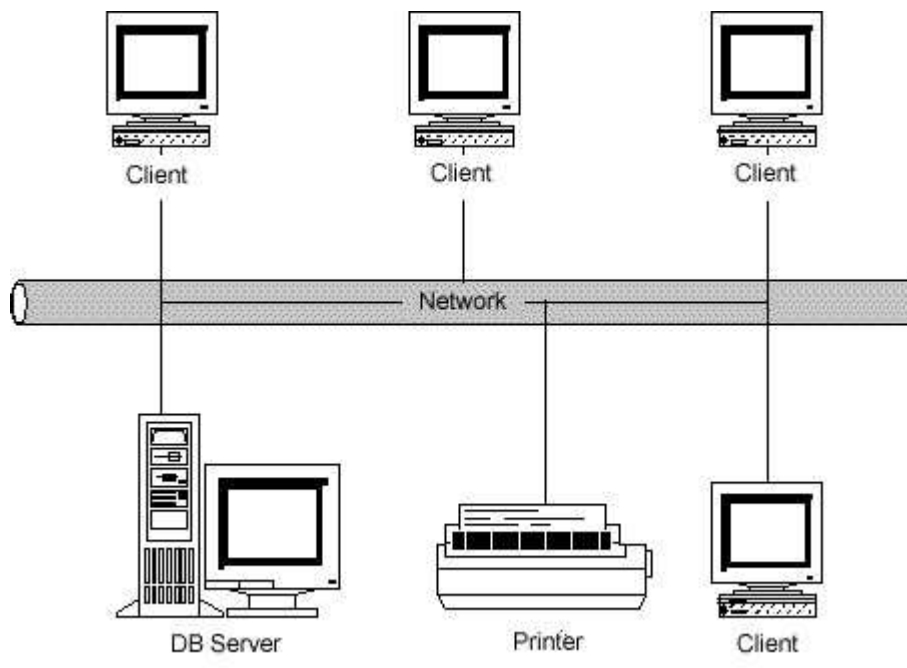 Client
Client
Client
Network
DB Server
Printer
Client